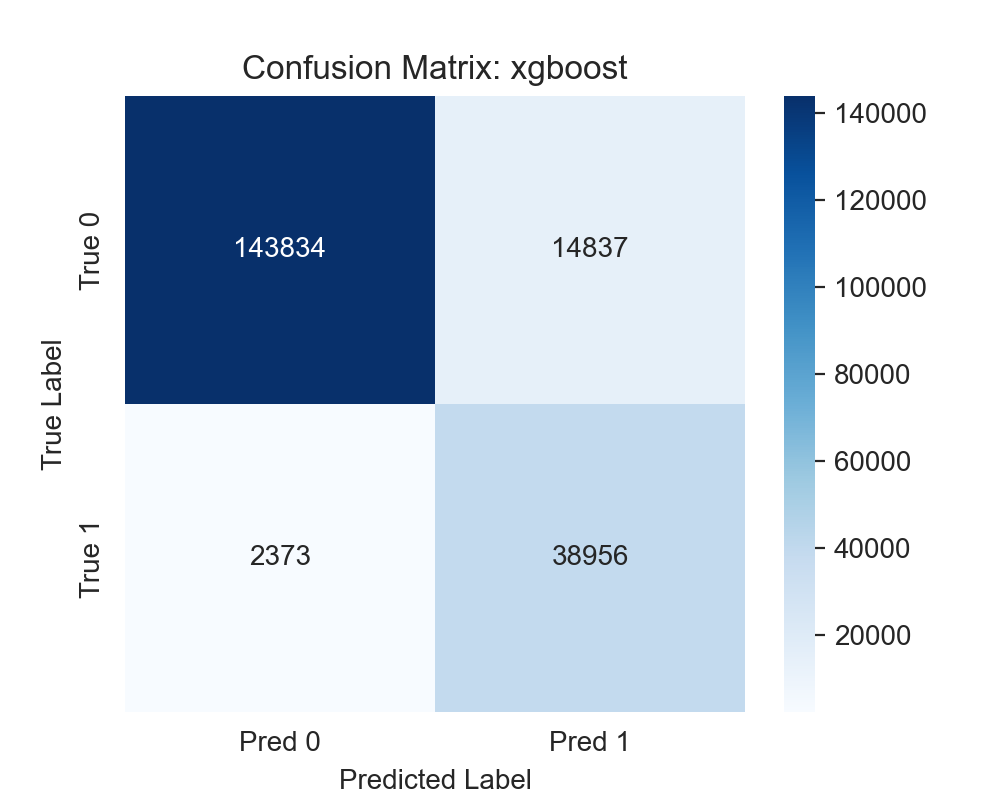 Confusion Matrix: xgboost
True Label
True 0
143834
14837
True 1
2373
38956
Pred 0
Pred 1
Predicted Label
140000
120000
100000
80000
60000
40000
20000